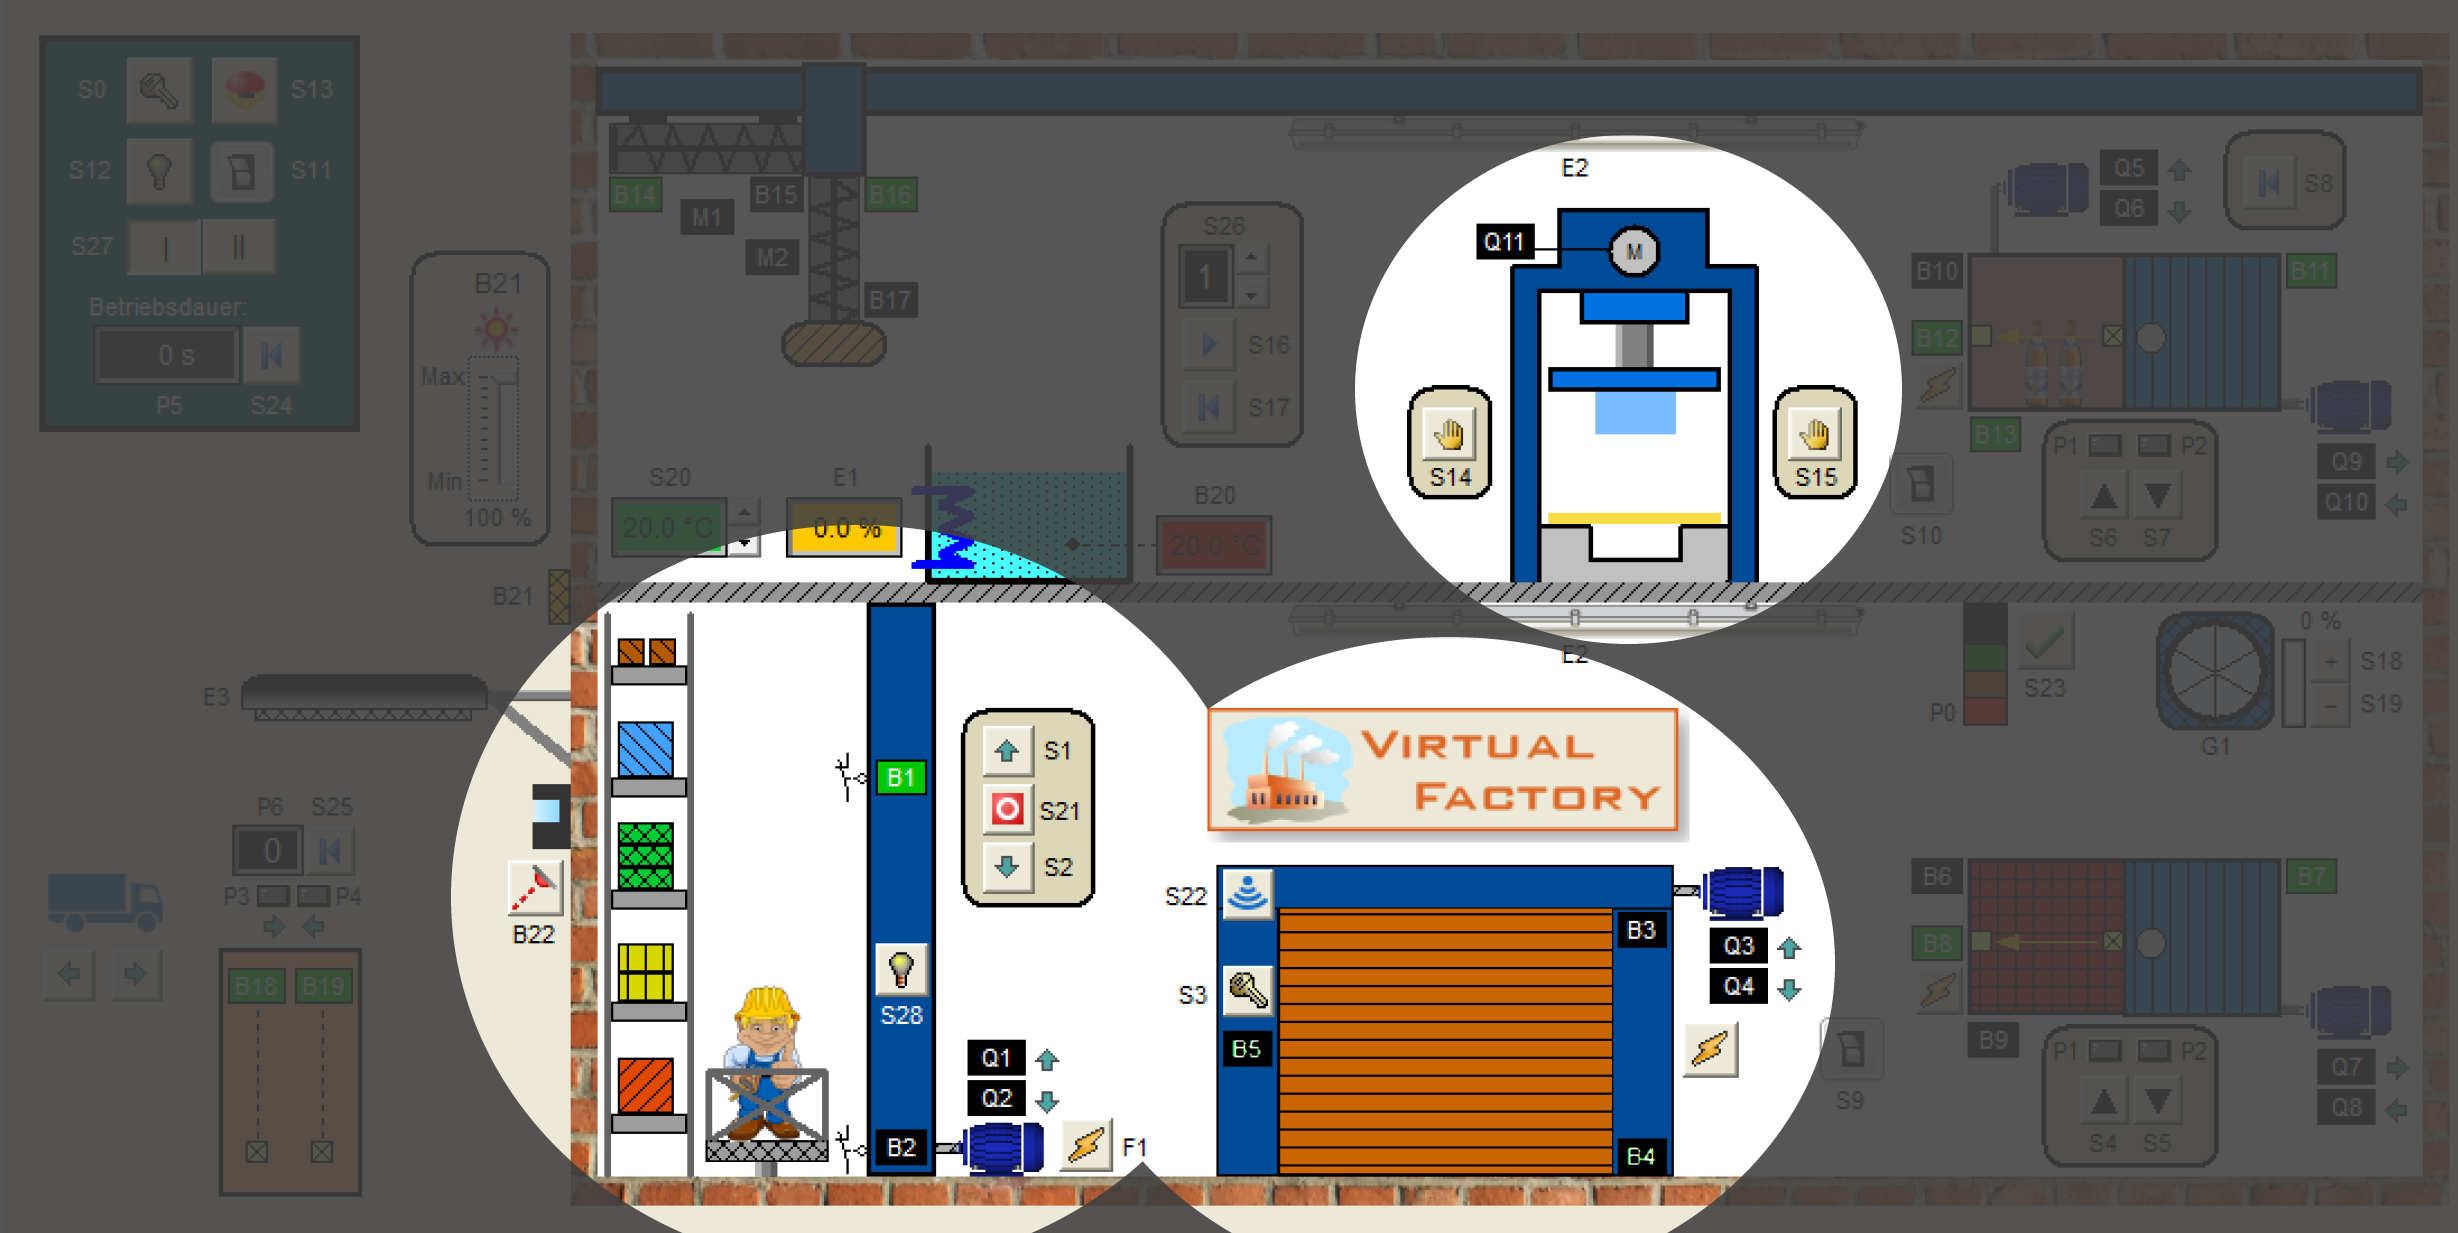 S0
S13
S12
S11
S27
I
II
Betriebsdauer:
0 s
P5
S24
B21
Max
Min
100 %
B21
B14
M1
B15
B16
M2
B17
S26
1
S16
S17
S20
20.0 °C
E1
0.0 %
B20
20.0 °C
E2
Q11
M
S14
S15
Q5
Q6
S8
B10
B11
B12
B13
P1
P2
S6
S7
S10
Q9
Q10
E3
P6
S25
0
P3
P4
B18
B19
B22
B1
S1
S21
S2
S28
Q1
Q2
B2
F1
E2
VIRTUAL
FACTORY
S22
S3
B5
B3
B4
Q3
Q4
P0
S23
G1
0 %
+
S18
−
S19
B6
B7
B8
B9
P1
P2
S4
S5
S9
Q7
Q8